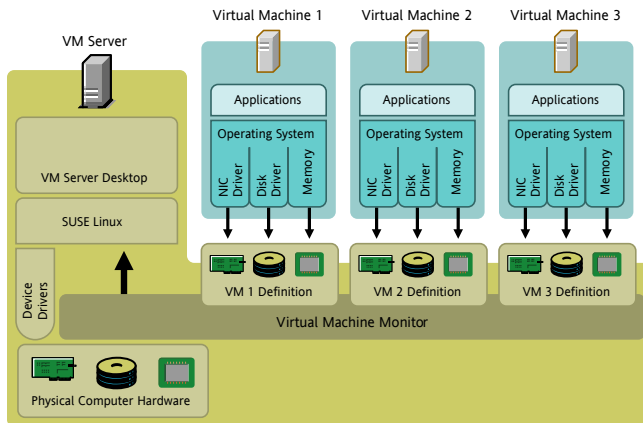 Virtual Machine 1
Virtual Machine 2
Virtual Machine 3
VM Server
Applications
Applications
Applications
Operating System
Operating System
Operating System
NIC
Driver
Disk
Driver
Memory
NIC
Driver
Disk
Driver
Memory
NIC
Driver
Disk
Driver
Memory
VM Server Desktop
SUSE Linux
Device
Drivers
VM 1 Definition
VM 2 Definition
VM 3 Definition
Virtual Machine Monitor
Physical Computer Hardware